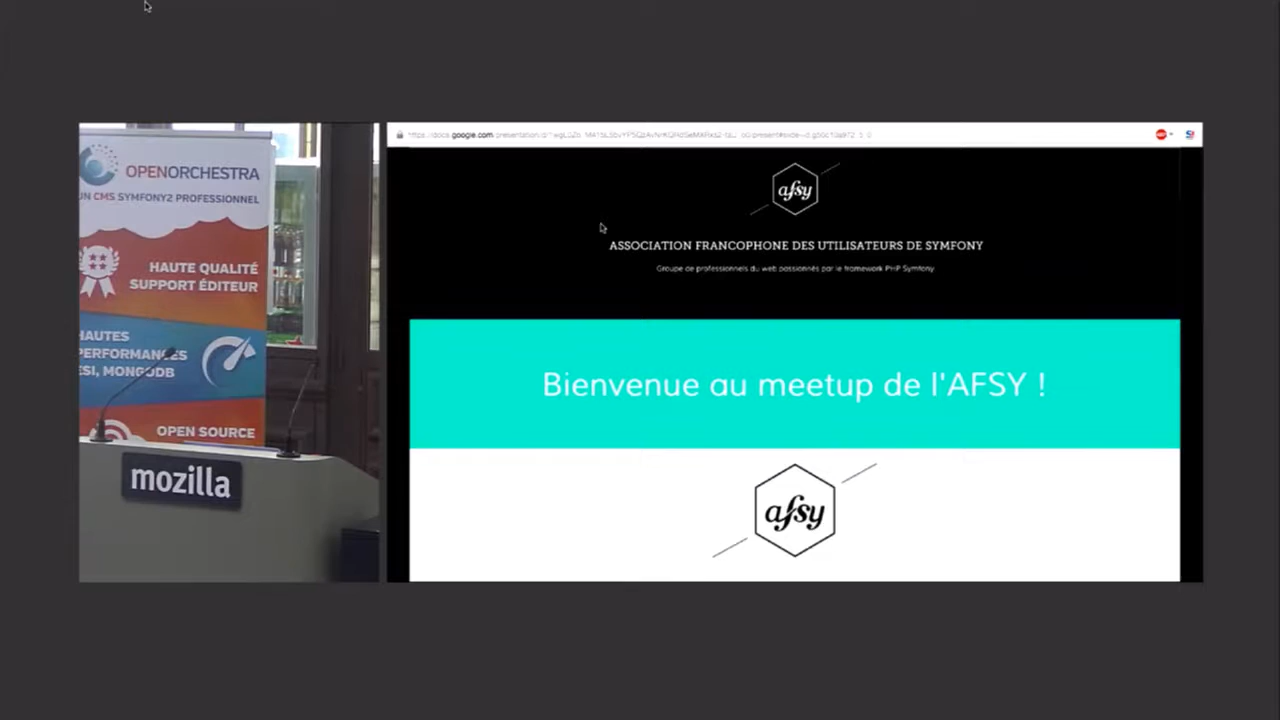 OPENORCHESTRA
UN CMS SYMFONY2 PROFESSIONNEL
HAUTE QUALITÉ
SUPPORT ÉDITEUR
HAUTES
PERFORMANCES
ESI, MONGODB
OPEN SOURCE
mozilla
afsy
ASSOCIATION FRANCOPHONE DES UTILISATEURS DE SYMFONY
Groupe de professionnels du web passionnés par le framework PHP Symfony
Bienvenue au meetup de l'AFSY !
afsy